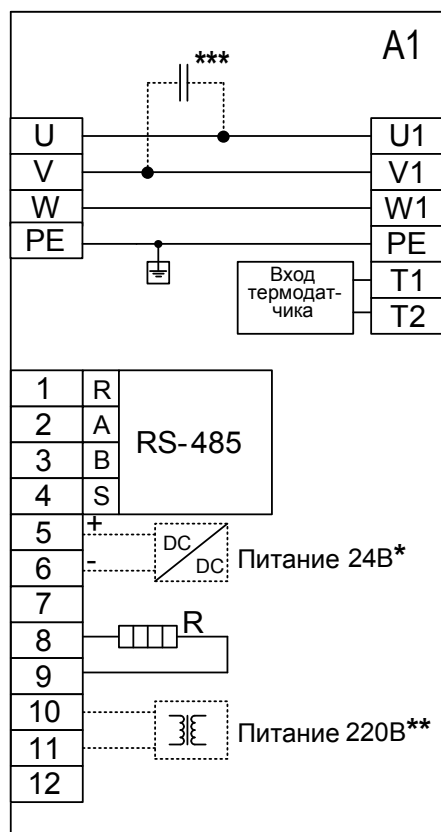 A1
***
U U1
V V1
W W1
PE PE
T1
T2
Вход
термодат-
чика
1 R
2 A
3 B
4 S
RS-485
5 +
6 -
DC
DC
Питание 24В*
7
8 R
9
10
11
Питание 220В**
12